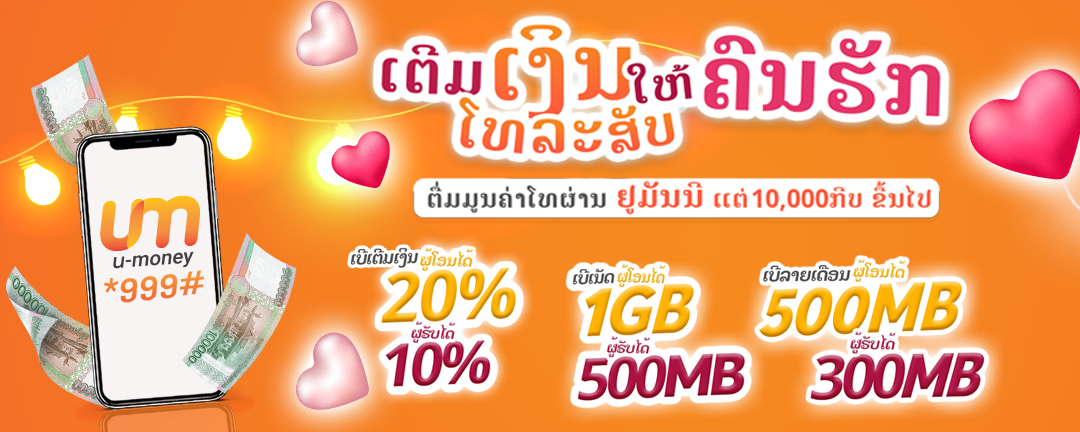 ເຕີມເງິນໃຫ້ຄົນຮັກ
ໂທລະສັບ
ຕື່ມມູນຄ່າໂທຜ່ານ ຢູມັນນີ ແຕ່10,000ກີບ ຂຶ້ນໄປ
um
u-money
*999#
ເບີເຕີມເງິນ ຜູ້ໂອນໄດ້
20%
ຜູ້ຮັບໄດ້
10%
ເບີເນັດ ຜູ້ໂອນໄດ້
1GB
ຜູ້ຮັບໄດ້
500MB
ເບີລາຍເດືອນ ຜູ້ໂອນໄດ້
500MB
ຜູ້ຮັບໄດ້
300MB
100000
100000